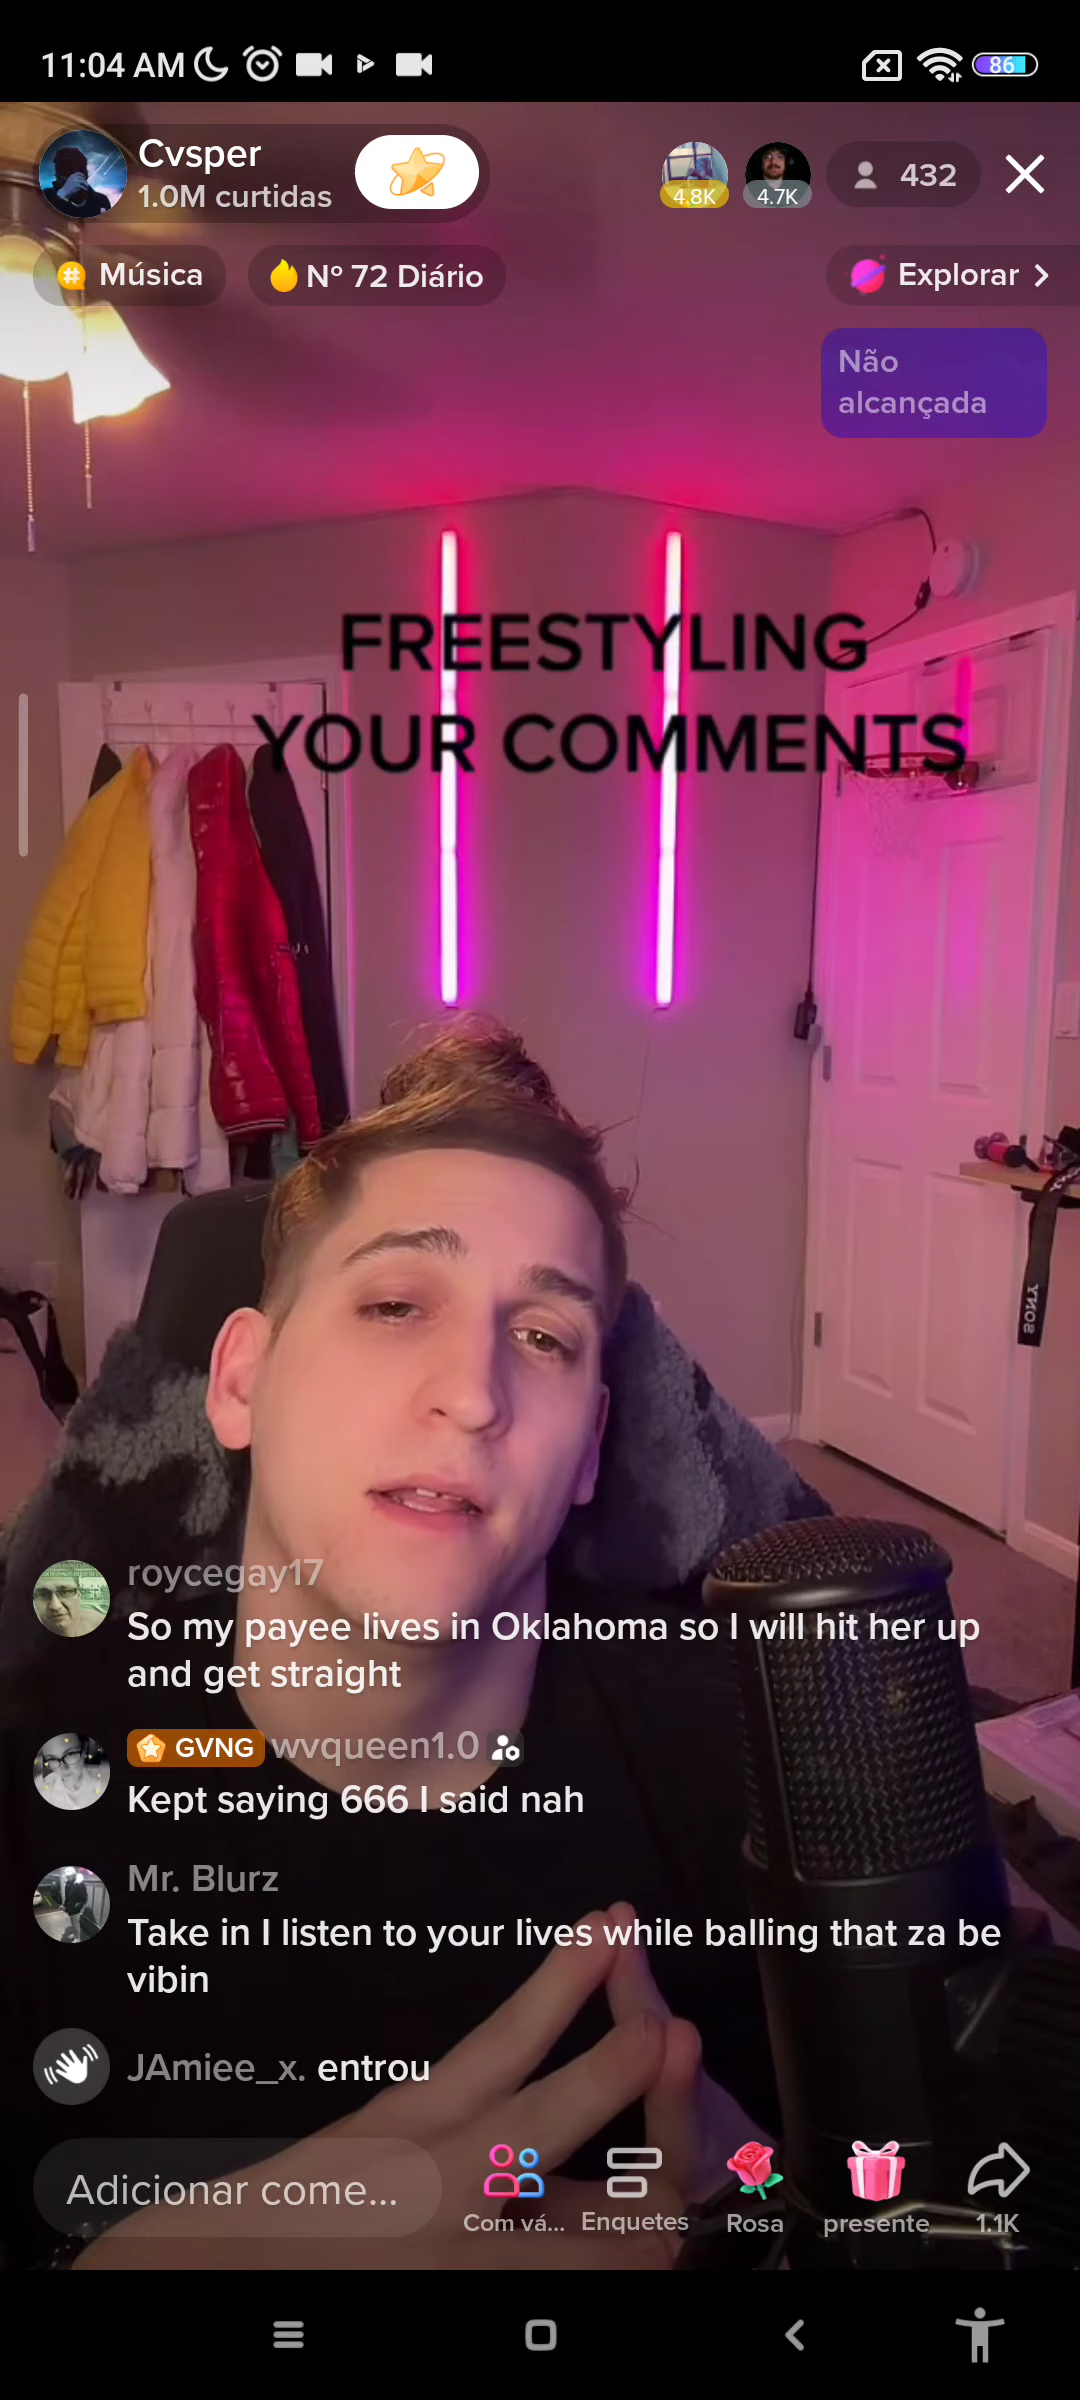 11:04 AM
86
Cvsper
1.0M curtidas
4.8K
4.7K
432
Música
Nº 72 Diário
Explorar
Não
alcançada
FREESTYLING
YOUR COMMENTS
SONY
roycegay17
So my payee lives in Oklahoma so I will hit her up
and get straight
GVNG wvqueen1.0
Kept saying 666 I said nah
Mr. Blurz
Take in I listen to your lives while balling that za be
vibin
JAmiee_x. entrou
Adicionar come...
Com vá...
Enquetes
Rosa
presente
1.1K